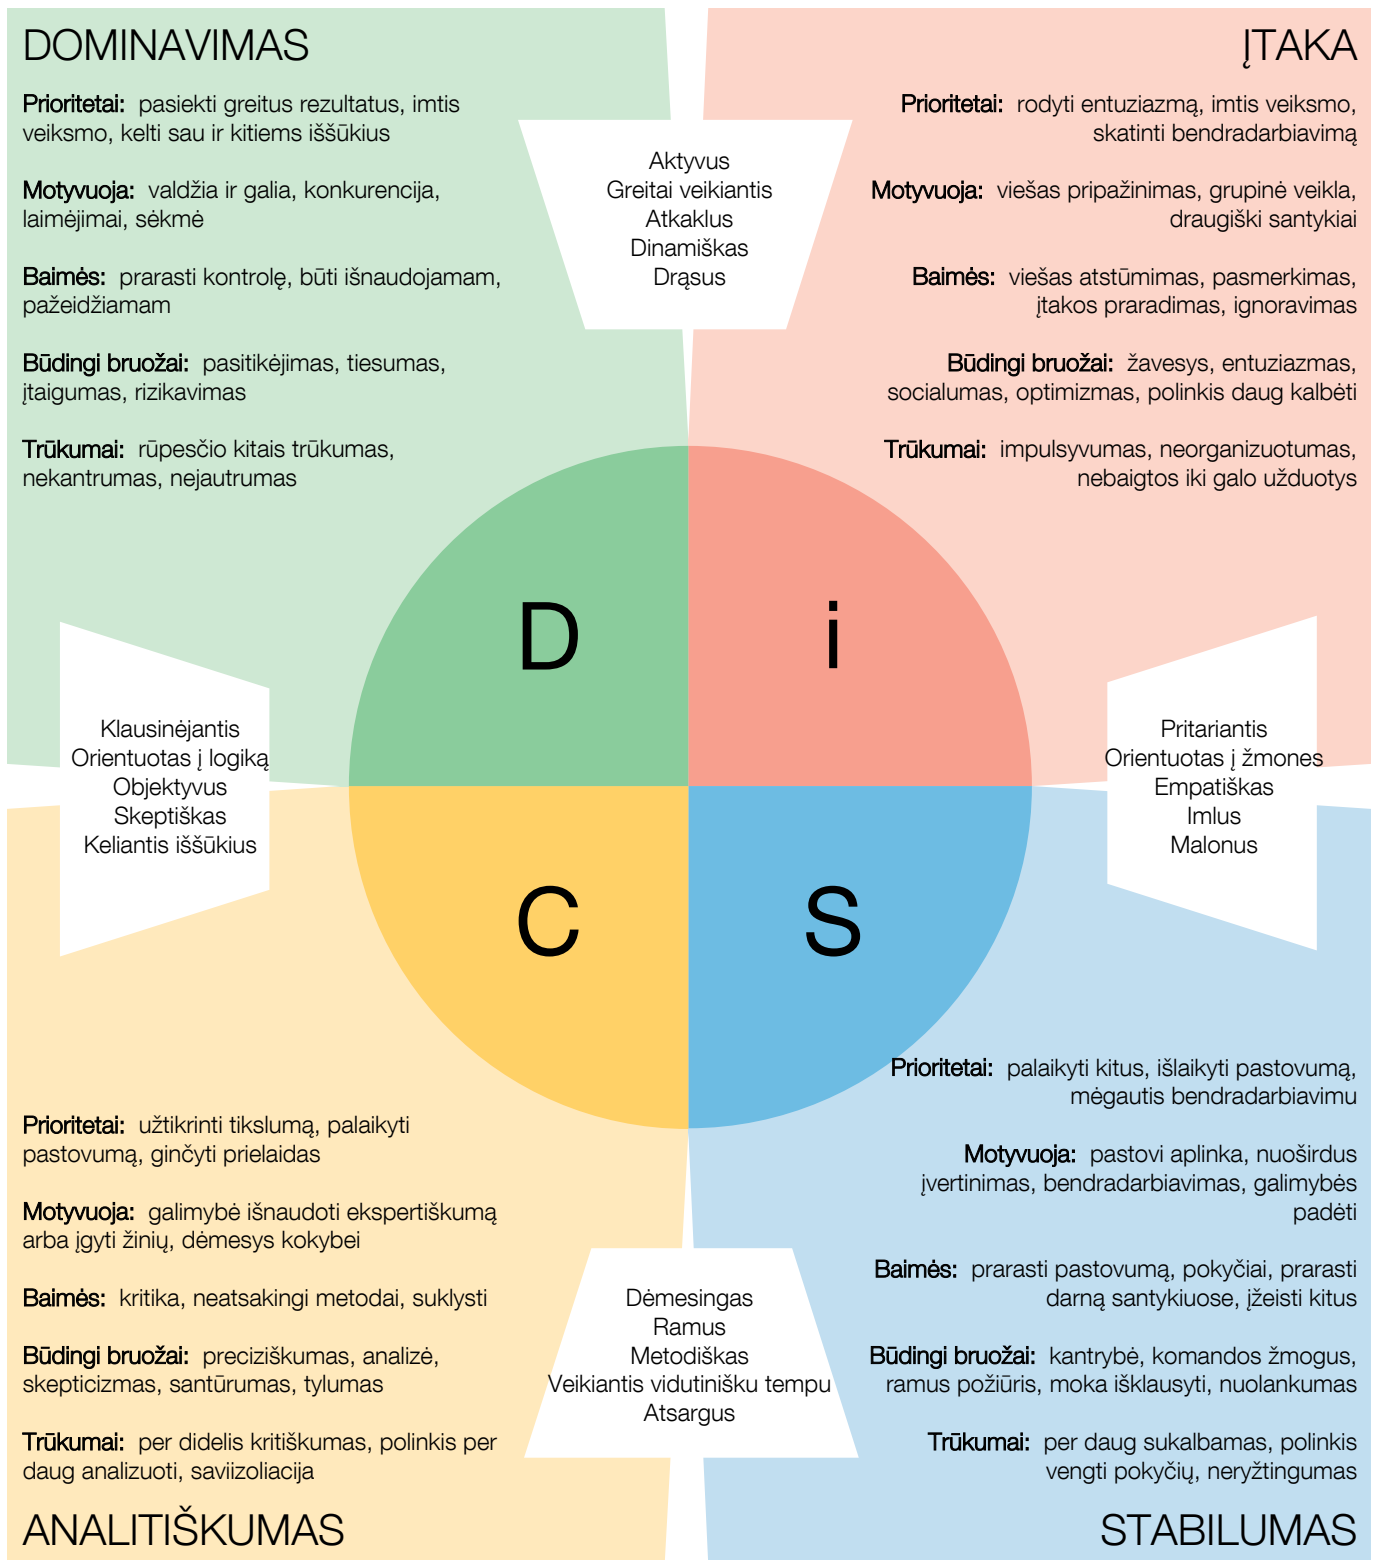 DOMINAVIMAS
Prioritetai: pasiekti greitus rezultatus, imtis
veiksmo, kelti sau ir kitiems iššūkius
Motyvuoja: valdžia ir galia, konkurencija,
laimėjimai, sėkmė
Baimės: prarasti kontrolę, būti išnaudojamam,
pažeidžiamam
Būdingi bruožai: pasitikėjimas, tiesumas,
įtaigumas, rizikavimas
Trūkumai: rūpesčio kitais trūkumas,
nekantrumas, nejautrumas
Aktyvus
Greitai veikiantis
Atkaklus
Dinamiškas
Drąsus
ĮTAKA
Prioritetai: rodyti entuziazmą, imtis veiksmo,
skatinti bendradarbiavimą
Motyvuoja: viešas pripažinimas, grupinė veikla,
draugiški santykiai
Baimės: viešas atstūmimas, pasmerkimas,
įtakos praradimas, ignoravimas
Būdingi bruožai: žavesys, entuziazmas,
socialumas, optimizmas, polinkis daug kalbėti
Trūkumai: impulsyvumas, neorganizuotumas,
nebaigtos iki galo užduotys
D
i
Klausinėjantis
Orientuotas į logiką
Objektyvus
Skeptiškas
Keliantis iššūkius
Pritariantis
Orientuotas į žmones
Empatiškas
Imlus
Malonus
C
S
Prioritetai: užtikrinti tikslumą, palaikyti
pastovumą, ginčyti prielaidas
Motyvuoja: galimybė išnaudoti ekspertiškumą
arba įgyti žinių, dėmesys kokybei
Baimės: kritika, neatsakingi metodai, suklysti
Būdingi bruožai: preciziškumas, analizė,
skepticizmas, santūrumas, tylumas
Trūkumai: per didelis kritiškumas, polinkis per
daug analizuoti, saviizoliacija
ANALITIŠKUMAS
Dėmesingas
Ramus
Metodiškas
Veikiantis vidutinišku tempu
Atsargus
Prioritetai: palaikyti kitus, išlaikyti pastovumą,
mėgautis bendradarbiavimu
Motyvuoja: pastovi aplinka, nuoširdus
įvertinimas, bendradarbiavimas, galimybės
padėti
Baimės: prarasti pastovumą, pokyčiai, prarasti
darną santykiuose, įžeisti kitus
Būdingi bruožai: kantrybė, komandos žmogus,
ramus požiūris, moka išklausyti, nuolankumas
Trūkumai: per daug sukalbamas, polinkis
vengti pokyčių, neryžtingumas
STABILUMAS